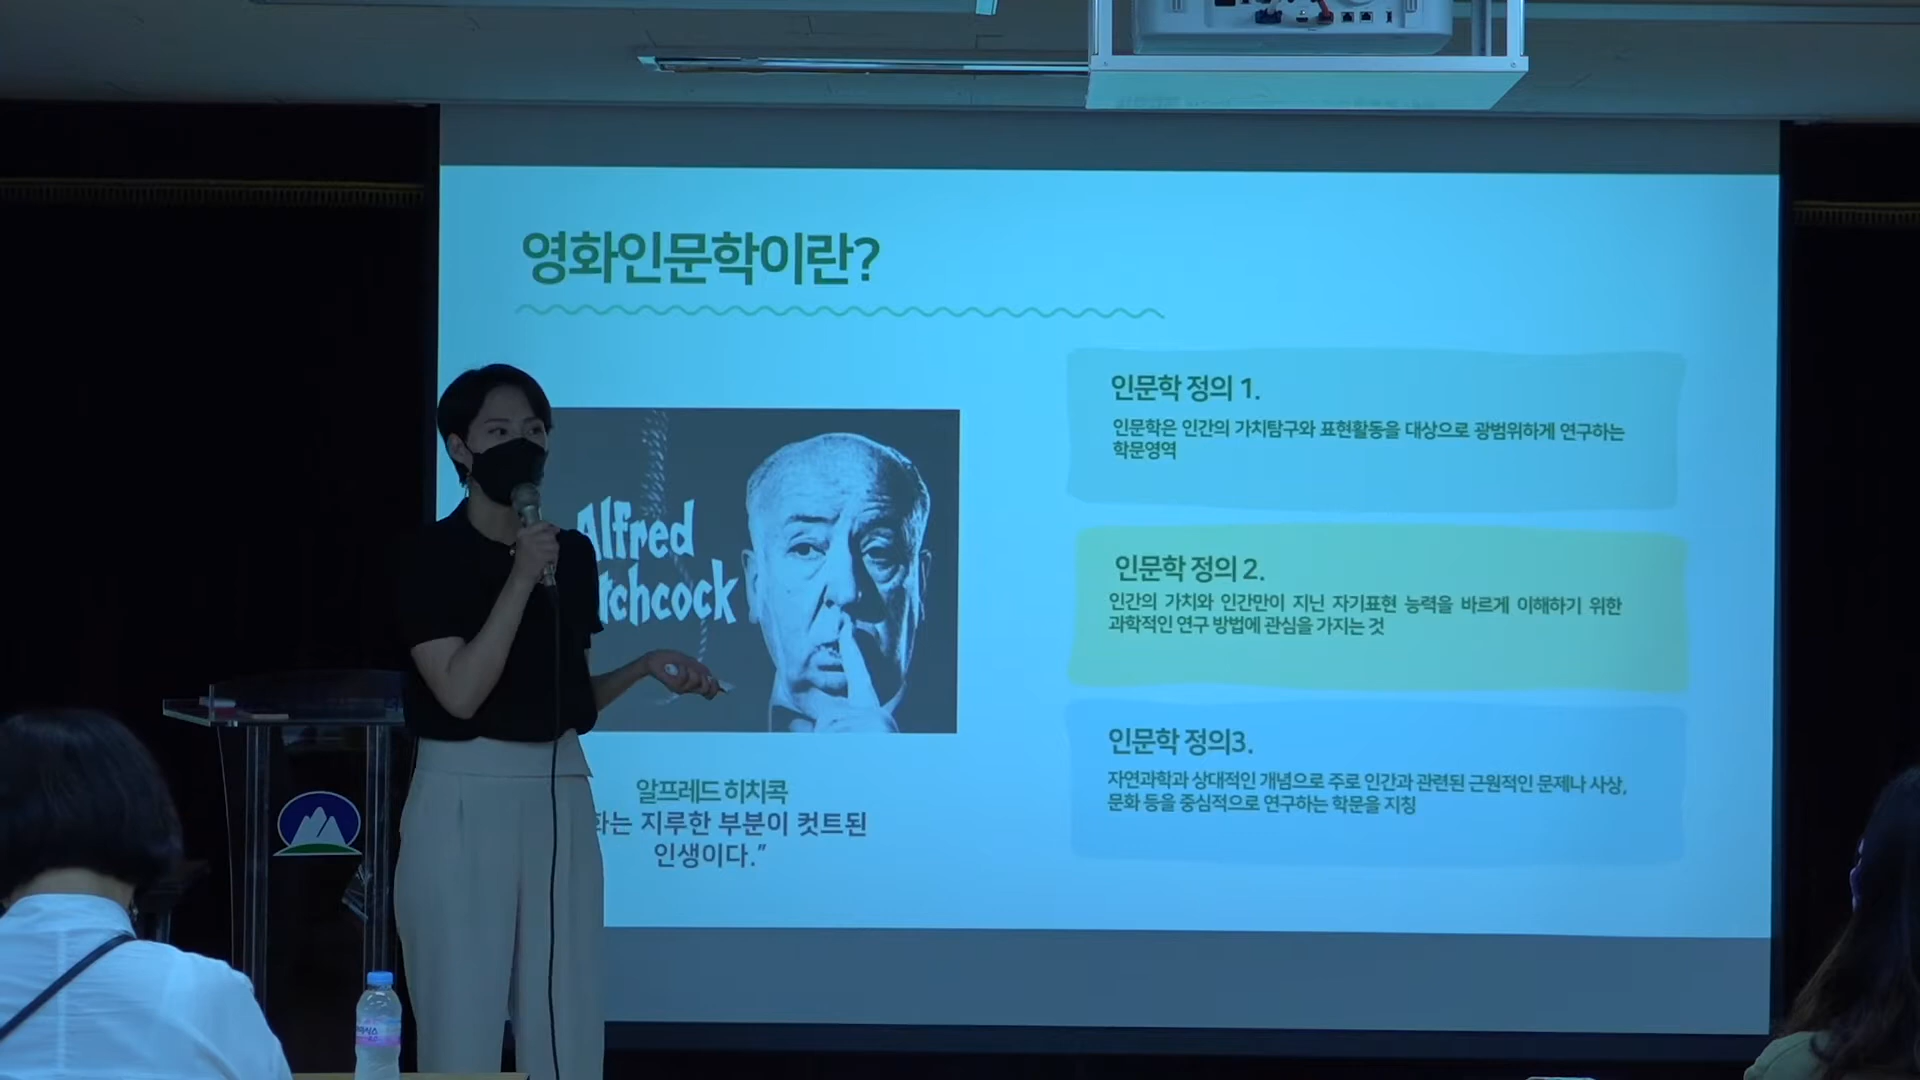 영화인문학이란?
Alfred
tchcock
알프레드 히치콕
화는 지루한 부분이 컷트된
인생이다.”
인문학 정의 1.
인문학은 인간의 가치탐구와 표현활동을 대상으로 광범위하게 연구하는
학문영역
인문학 정의 2.
인간의 가치와 인간만이 지닌 자기표현 능력을 바르게 이해하기 위한
과학적인 연구 방법에 관심을 가지는 것
인문학 정의3.
자연과학과 상대적인 개념으로 주로 인간과 관련된 근원적인 문제나 사상,
문화 등을 중심적으로 연구하는 학문을 지칭